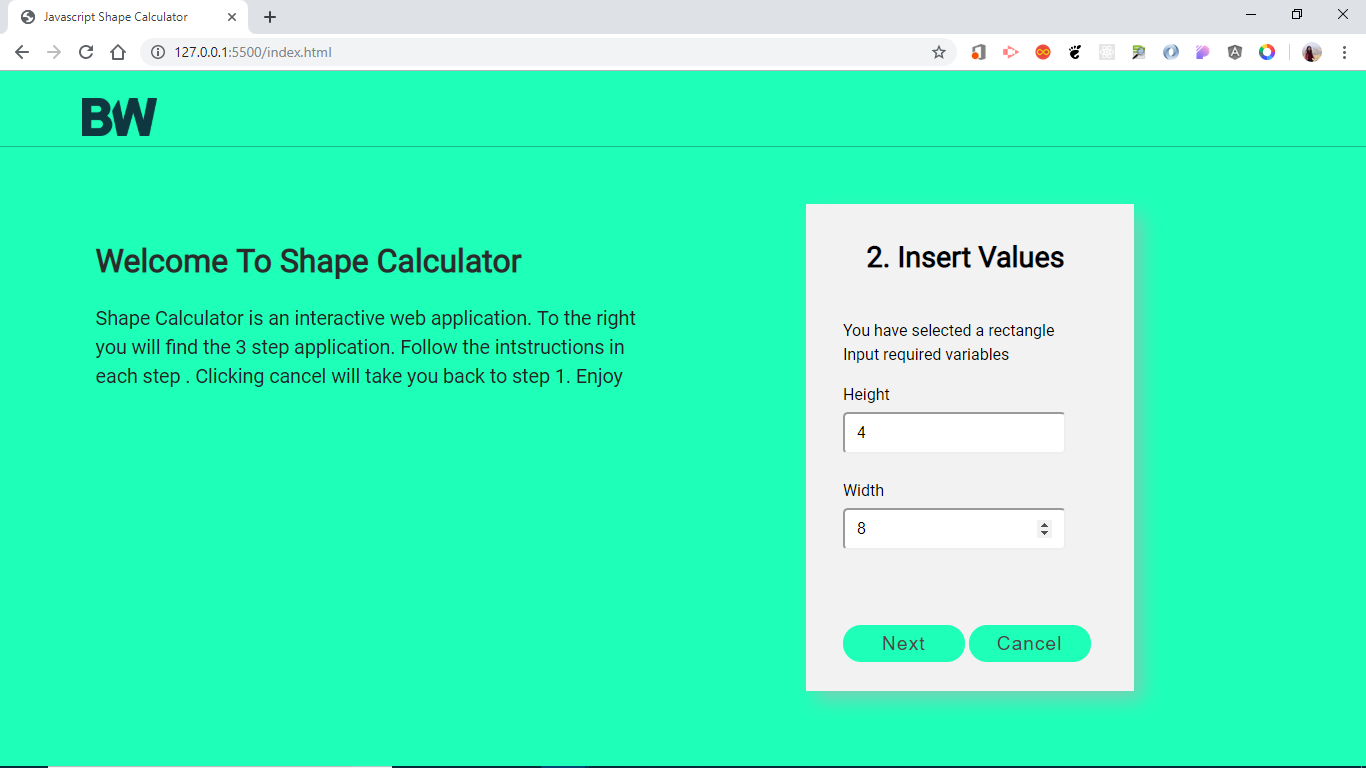 Javascript Shape Calculator
127.0.0.1:5500/index.html
BW
Welcome To Shape Calculator
Shape Calculator is an interactive web application. To the right
you will find the 3 step application. Follow the intstructions in
each step . Clicking cancel will take you back to step 1. Enjoy
2. Insert Values
You have selected a rectangle
Input required variables
Height
4
Width
8
Next Cancel